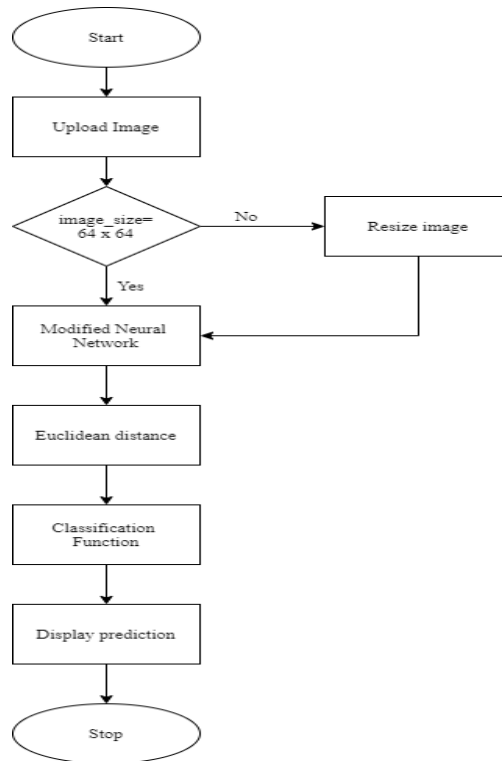 Start
Upload Image
image_size=
64 x 64
No
Resize image
Yes
Modified Neural
Network
Euclidean distance
Classification
Function
Display prediction
Stop